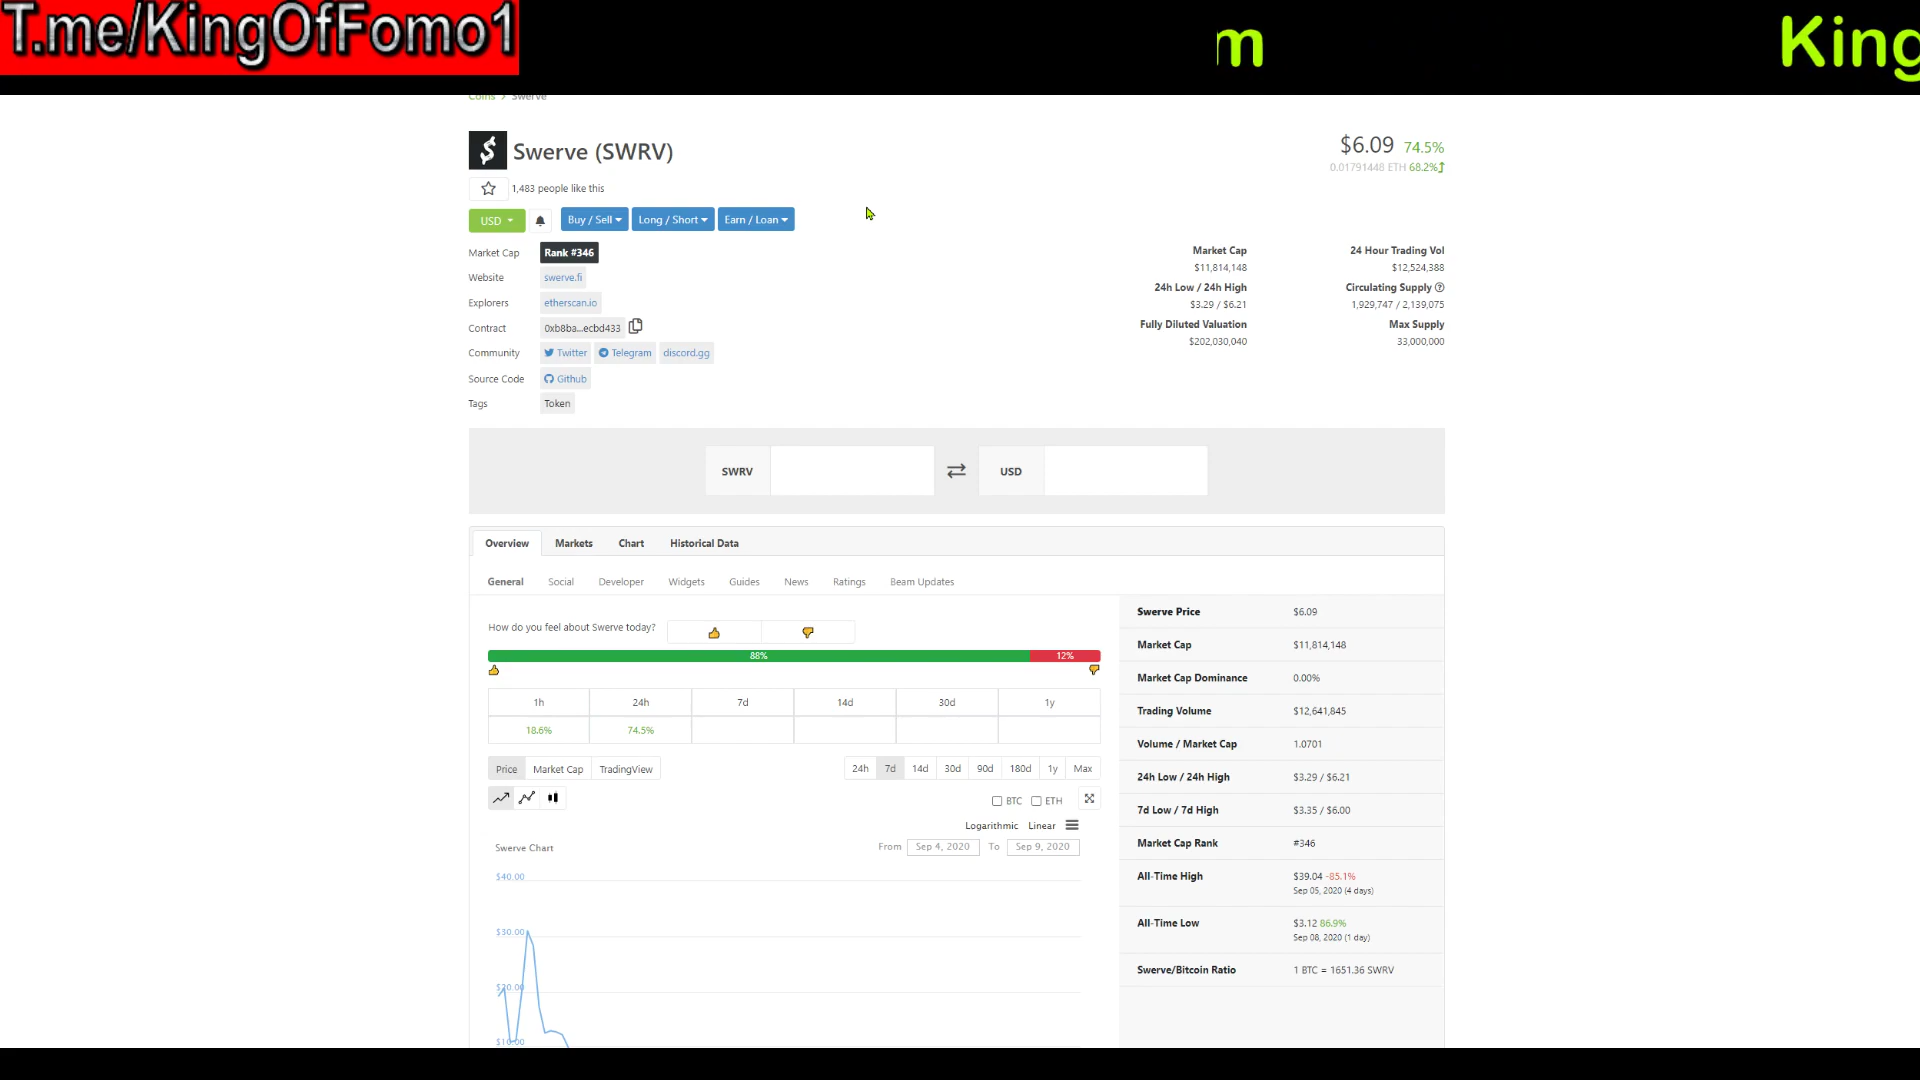 T.me/KingOfFomo1
m
King
Coins > Swerve
Swerve (SWRV)
$6.09 74.5%
0.01791448 ETH 68.2%
1,483 people like this
USD
Buy / Sell
Long / Short
Earn / Loan
Market Cap Rank #346
Website swerve.fi
Explorers etherscan.io
Contract 0xb8ba...ecbd433
Community Twitter Telegram discord.gg
Source Code Github
Tags Token
Market Cap
$11,814,148
24 Hour Trading Vol
$12,524,388
24h Low / 24h High
$3.29 / $6.21
Circulating Supply
1,929,747 / 2,139,075
Fully Diluted Valuation
$202,030,040
Max Supply
33,000,000
SWRV
USD
Overview Markets Chart Historical Data
General Social Developer Widgets Guides News Ratings Beam Updates
How do you feel about Swerve today?
88% 12%
1h 24h 7d 14d 30d 1y
18.6% 74.5%
Price Market Cap TradingView
24h 7d 14d 30d 90d 180d 1y Max
BTC ETH
Logarithmic Linear
Swerve Chart
From Sep 4, 2020 To Sep 9, 2020
$40.00
$30.00
$20.00
$10.00
Swerve Price $6.09
Market Cap $11,814,148
Market Cap Dominance 0.00%
Trading Volume $12,641,845
Volume / Market Cap 1.0701
24h Low / 24h High $3.29 / $6.21
7d Low / 7d High $3.35 / $6.00
Market Cap Rank #346
All-Time High $39.04 -85.1%
Sep 05, 2020 (4 days)
All-Time Low $3.12 86.9%
Sep 08, 2020 (1 day)
Swerve/Bitcoin Ratio 1 BTC = 1651.36 SWRV